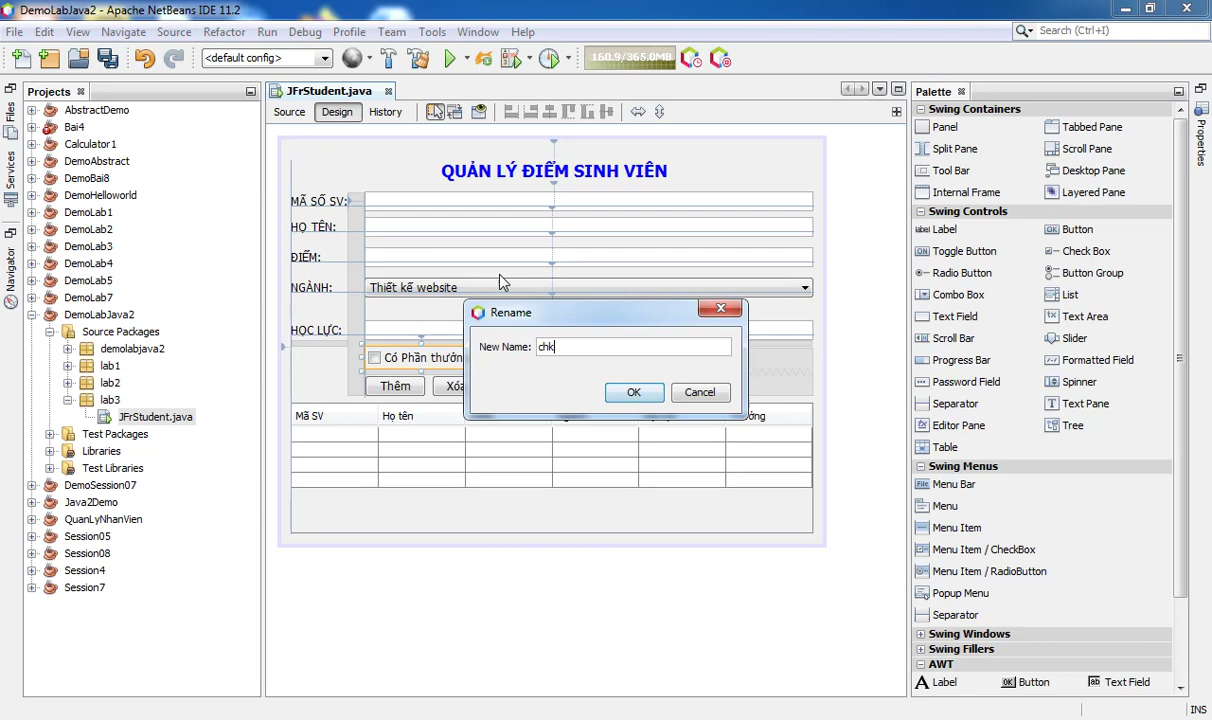 DemoLabJava2 - Apache NetBeans IDE 11.2
File Edit View Navigate Source Refactor Run Debug Profile Team Tools Window Help
Search (Ctrl+I)
<default config>
160.9/365.0MB
Projects
JFrStudent.java
Palette
Source Design History
Files
Services
Navigator
Properties
AbstractDemo
Bai4
Calculator1
DemoAbstract
DemoBai8
DemoHelloworld
DemoLab1
DemoLab2
DemoLab3
DemoLab4
DemoLab5
DemoLab7
DemoLabJava2
Source Packages
demolabjava2
lab1
lab2
lab3
JFrStudent.java
Test Packages
Libraries
Test Libraries
DemoSession07
Java2Demo
QuanLyNhanVien
Session05
Session08
Session4
Session7
QUẢN LÝ ĐIỂM SINH VIÊN
MÃ SỐ SV:
HỌ TÊN:
ĐIỂM:
NGÀNH:
Thiết kế website
HỌC LỰC:
Có Phần thưởn
Thêm
Xóa
Mã SV
Họ tên
Rename
New Name:
chk
OK
Cancel
Swing Containers
Panel
Tabbed Pane
Split Pane
Scroll Pane
Tool Bar
Desktop Pane
Internal Frame
Layered Pane
Swing Controls
Label
Button
Toggle Button
Check Box
Radio Button
Button Group
Combo Box
List
Text Field
Text Area
Scroll Bar
Slider
Progress Bar
Formatted Field
Password Field
Spinner
Separator
Text Pane
Editor Pane
Tree
Table
Swing Menus
Menu Bar
Menu
Menu Item
Menu Item / CheckBox
Menu Item / RadioButton
Popup Menu
Separator
Swing Windows
Swing Fillers
AWT
Label
Button
Text Field
INS